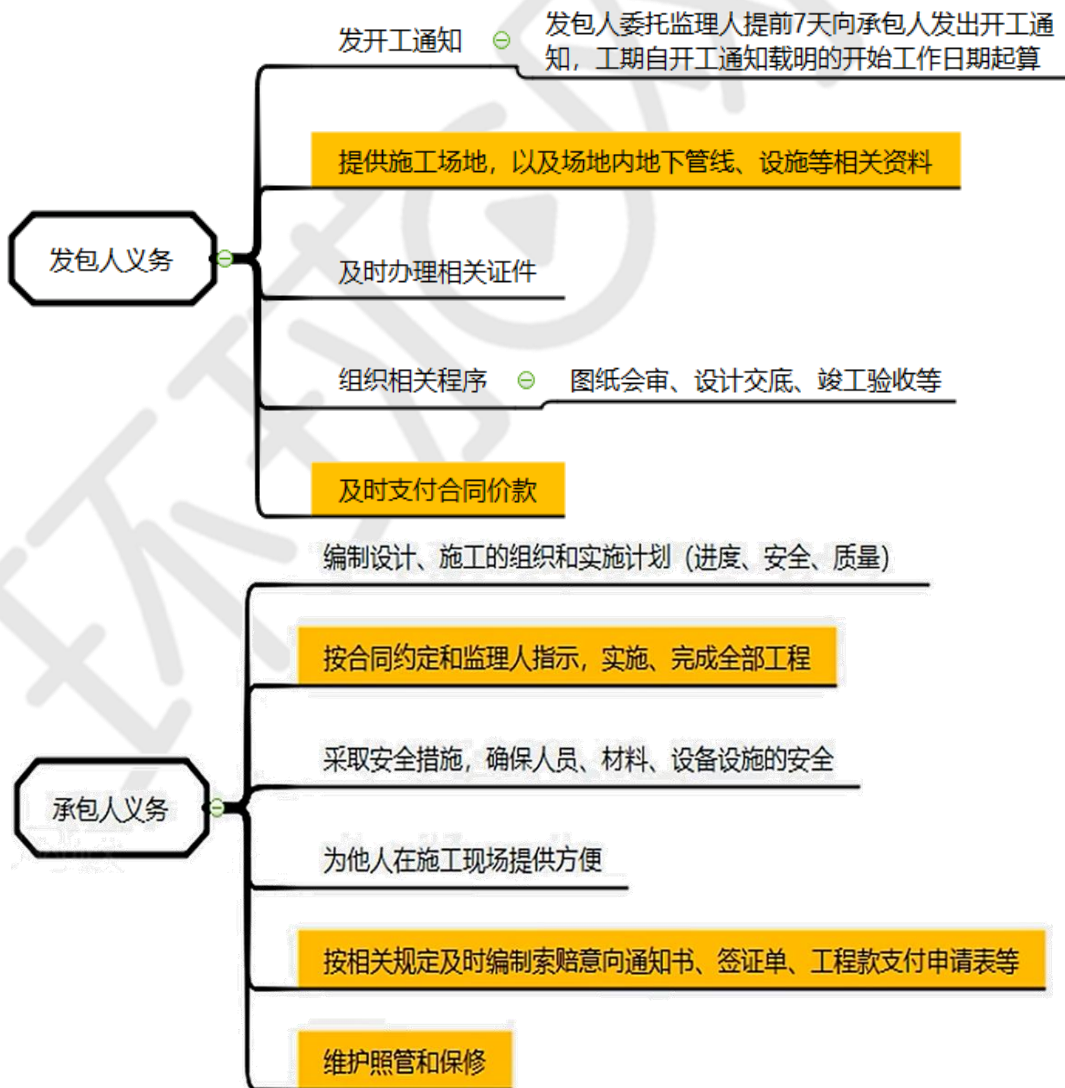 发开工通知
发包人委托监理人提前7天向承包人发出开工通
知，工期自开工通知载明的开始工作日期起算
提供施工场地，以及场地内地下管线、设施等相关资料
发包人义务
及时办理相关证件
组织相关程序
图纸会审、设计交底、竣工验收等
及时支付合同价款
编制设计、施工的组织和实施计划（进度、安全、质量）
按合同约定和监理人指示，实施、完成全部工程
采取安全措施，确保人员、材料、设备设施的安全
承包人义务
为他人在施工现场提供方便
按相关规定及时编制索赔意向通知书、签证单、工程款支付申请表等
维护照管和保修